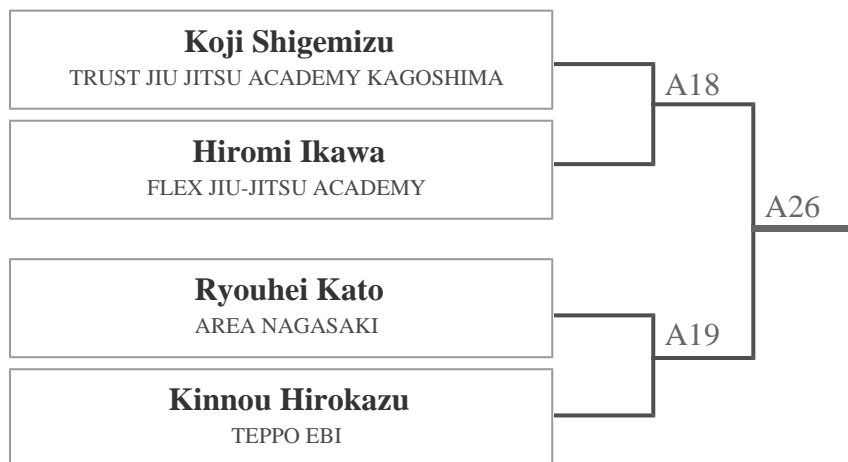 Koji Shigemizu
TRUST JIU JITSU ACADEMY KAGOSHIMA
A18
Hiromi Ikawa
FLEX JIU-JITSU ACADEMY
A26
Ryouhei Kato
AREA NAGASAKI
A19
Kinnou Hirokazu
TEPPO EBI